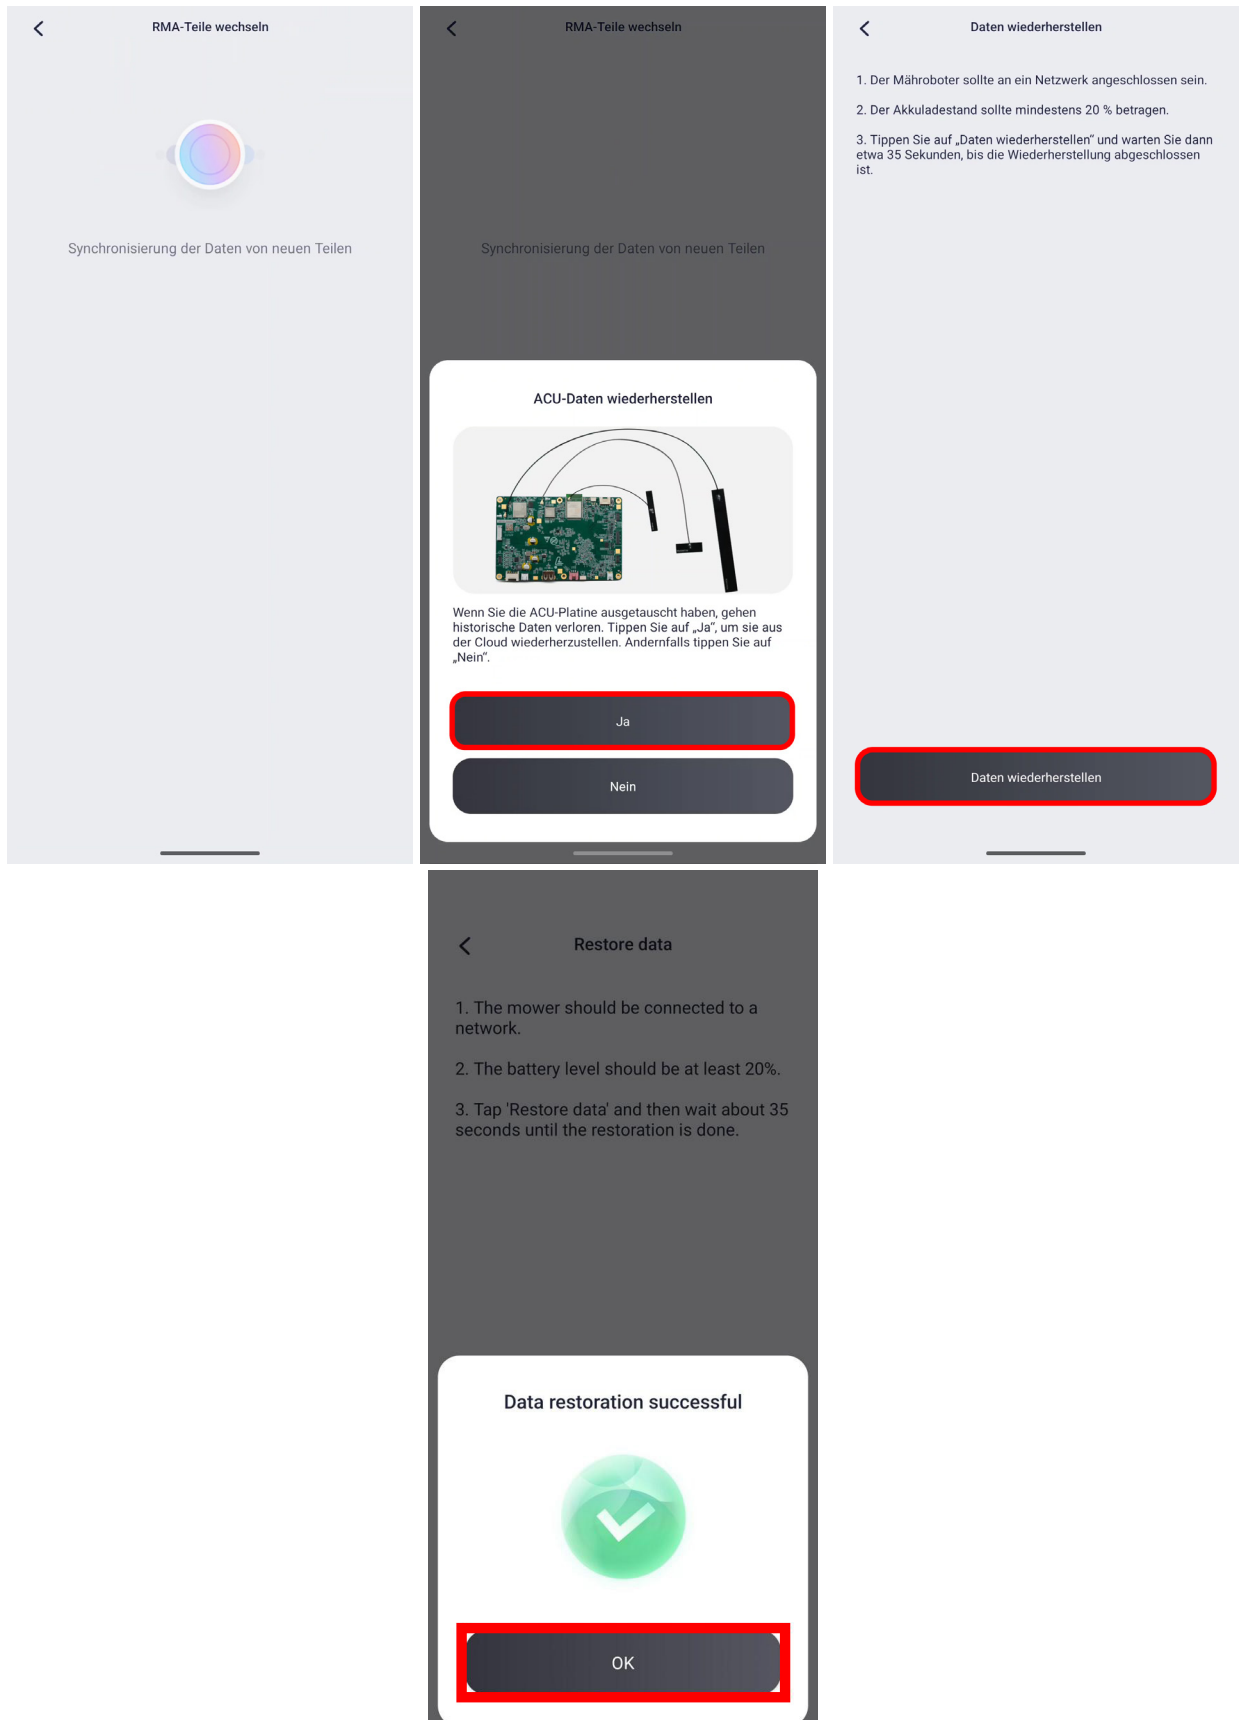 RMA-Teile wechseln
Synchronisierung der Daten von neuen Teilen
RMA-Teile wechseln
Synchronisierung der Daten von neuen Teilen
ACU-Daten wiederherstellen
Wenn Sie die ACU-Platine ausgetauscht haben, gehen
historische Daten verloren. Tippen Sie auf „Ja", um sie aus
der Cloud wiederherzustellen. Andernfalls tippen Sie auf
„Nein".
Ja
Nein
Daten wiederherstellen
1. Der Mähroboter sollte an ein Netzwerk angeschlossen sein.
2. Der Akkuladestand sollte mindestens 20 % betragen.
3. Tippen Sie auf „Daten wiederherstellen" und warten Sie dann
etwa 35 Sekunden, bis die Wiederherstellung abgeschlossen
ist.
Daten wiederherstellen
Restore data
1. The mower should be connected to a
network.
2. The battery level should be at least 20%.
3. Tap 'Restore data' and then wait about 35
seconds until the restoration is done.
Data restoration successful
OK